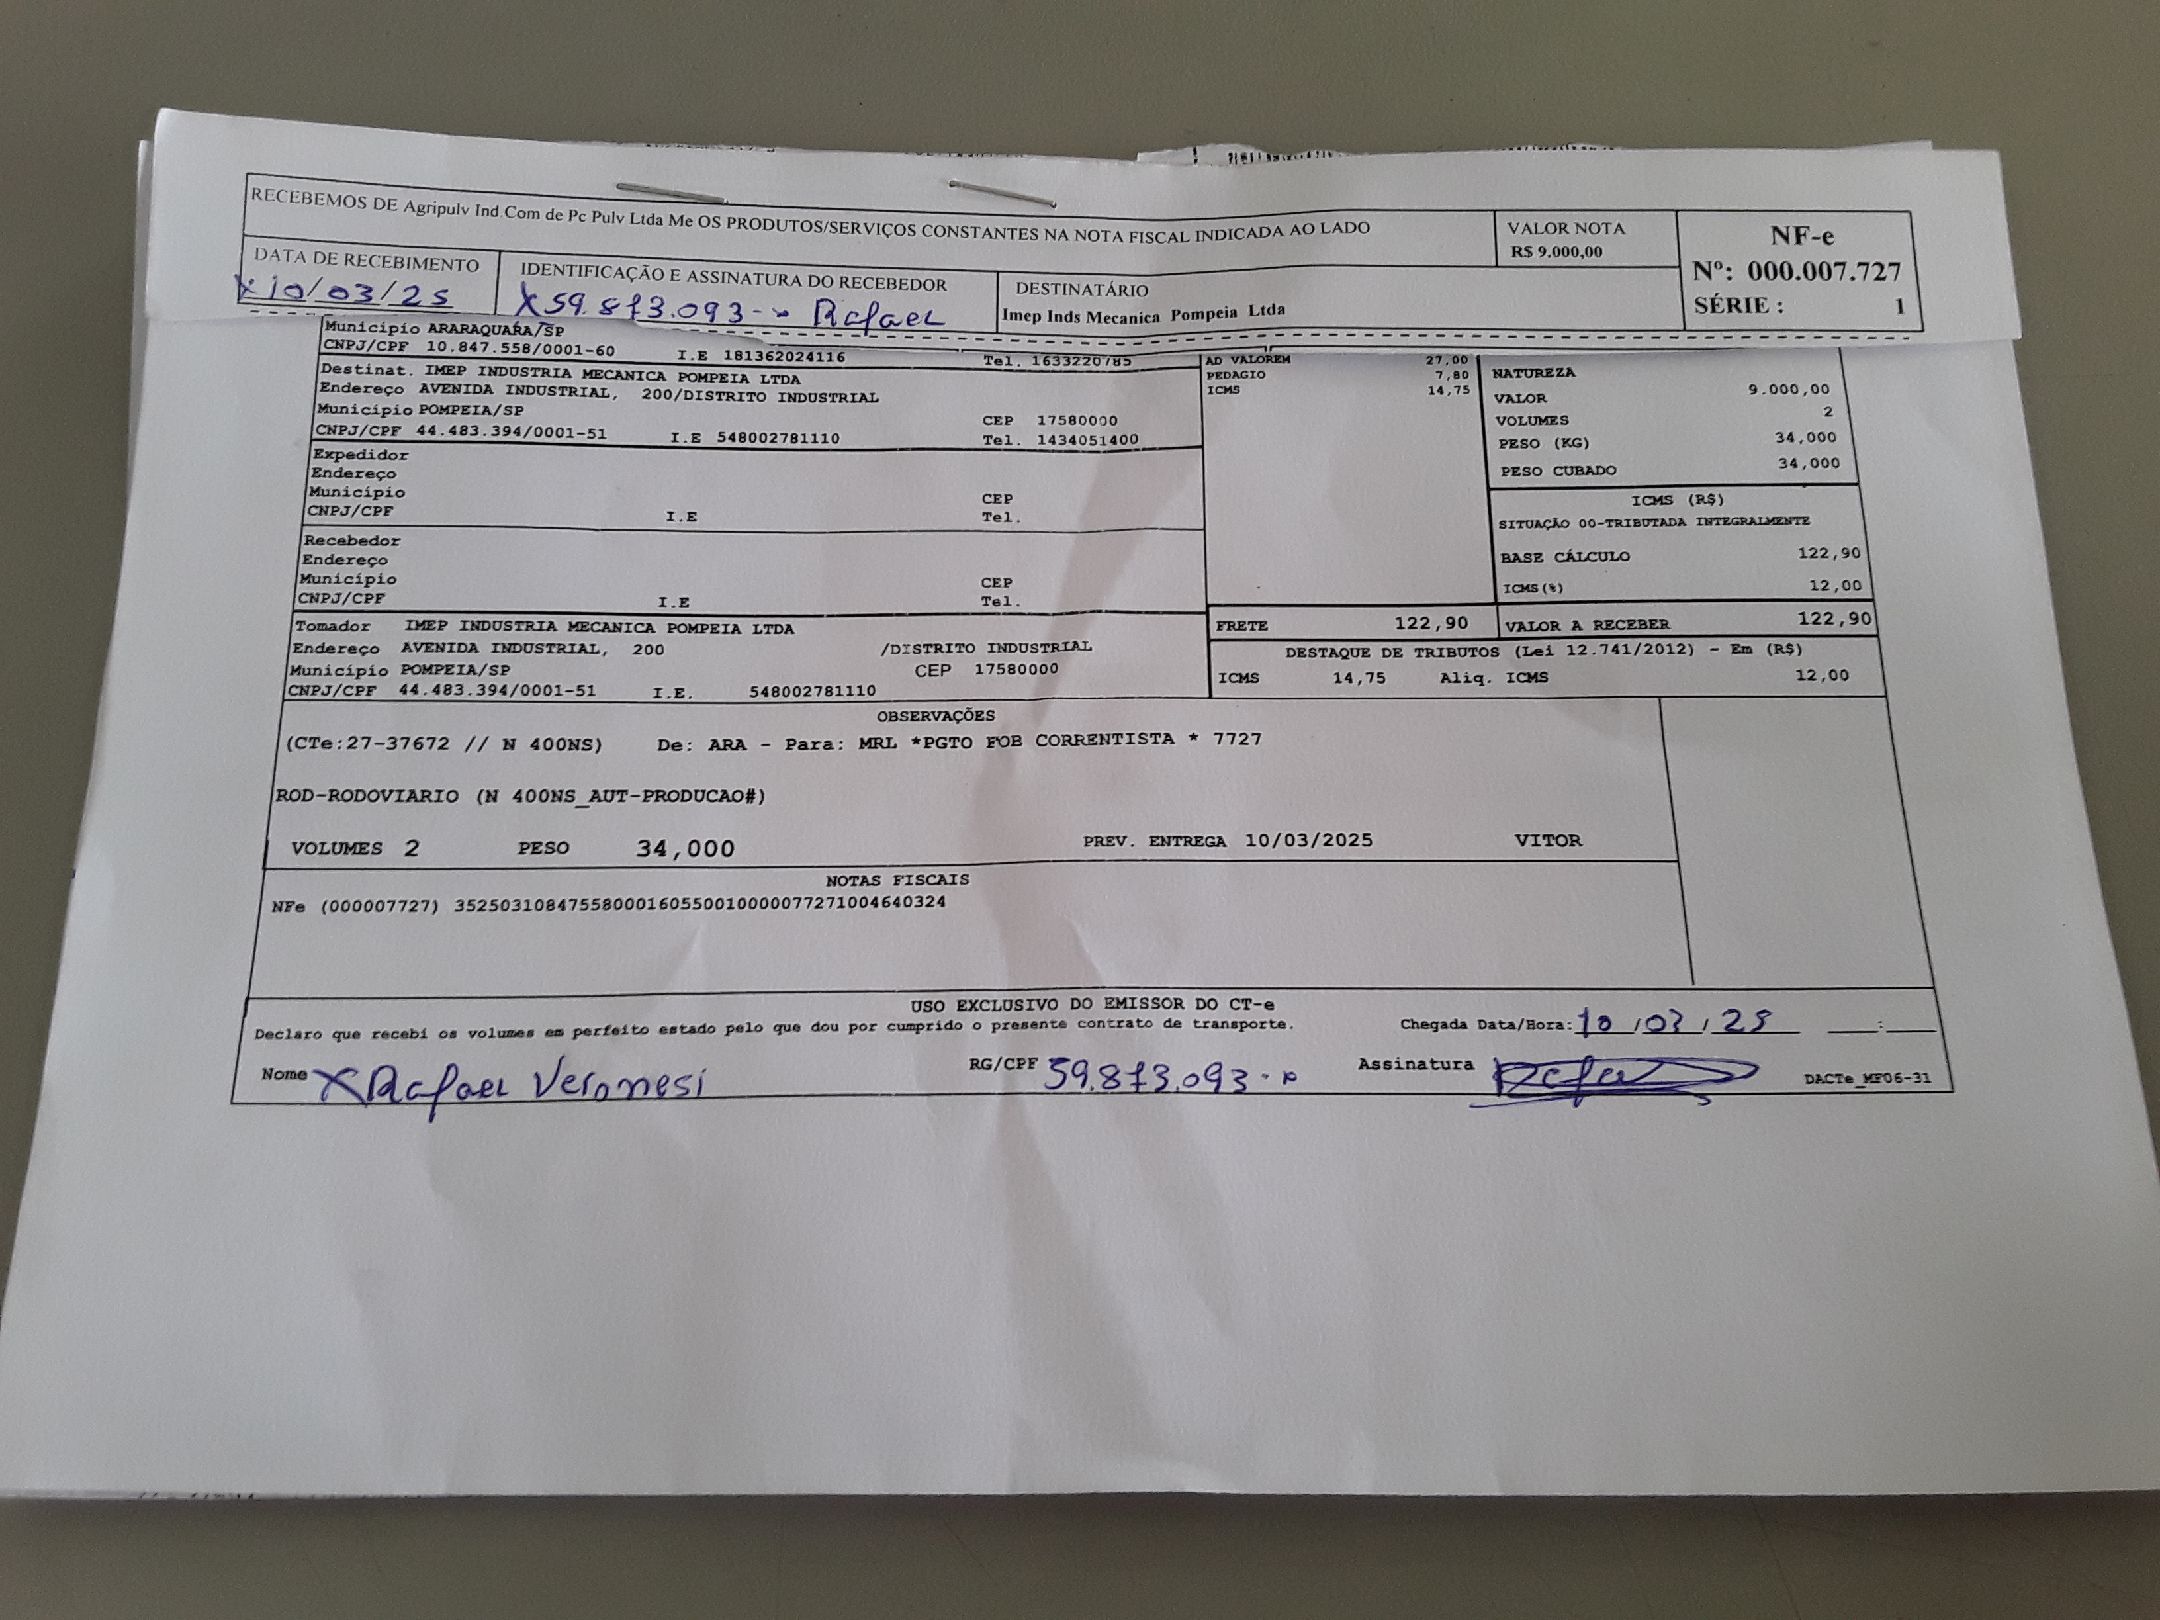 RECEBEMOS DE Agripulv Ind.Com de Pc Pulv Ltda Me OS PRODUTOS/SERVIÇOS CONSTANTES NA NOTA FISCAL INDICADA AO LADO
VALOR NOTA
R$ 9.000,00
NF-e
Nº: 000.007.727
SÉRIE : 1
DATA DE RECEBIMENTO
x 10/03/25
IDENTIFICAÇÃO E ASSINATURA DO RECEBEDOR
X 59.873.093-x Rafael
DESTINATÁRIO
Imep Inds Mecanica Pompeia Ltda
Município ARARAQUARA/SP
CNPJ/CPF 10.847.558/0001-60 I.E 181362024116 Tel. 1633220785
Destinat. IMEP INDUSTRIA MECANICA POMPEIA LTDA
Endereço AVENIDA INDUSTRIAL, 200/DISTRITO INDUSTRIAL
Município POMPEIA/SP CEP 17580000
CNPJ/CPF 44.483.394/0001-51 I.E 548002781110 Tel. 1434051400
Expedidor
Endereço
Município CEP
CNPJ/CPF I.E Tel.
Recebedor
Endereço
Município CEP
CNPJ/CPF I.E Tel.
Tomador IMEP INDUSTRIA MECANICA POMPEIA LTDA
Endereço AVENIDA INDUSTRIAL, 200 /DISTRITO INDUSTRIAL
Município POMPEIA/SP CEP 17580000
CNPJ/CPF 44.483.394/0001-51 I.E. 548002781110
AD VALOREM 27,00
PEDAGIO 7,80
ICMS 14,75
NATUREZA
VALOR 9.000,00
VOLUMES 2
PESO (KG) 34,000
PESO CUBADO 34,000
ICMS (R$)
SITUAÇÃO 00-TRIBUTADA INTEGRALMENTE
BASE CÁLCULO 122,90
ICMS(%) 12,00
FRETE 122,90 VALOR A RECEBER 122,90
DESTAQUE DE TRIBUTOS (Lei 12.741/2012) - Em (R$)
ICMS 14,75 Aliq. ICMS 12,00
OBSERVAÇÕES
(CTe:27-37672 // N 400NS) De: ARA - Para: MRL *PGTO FOB CORRENTISTA * 7727
ROD-RODOVIARIO (N 400NS_AUT-PRODUCAO#)
VOLUMES 2 PESO 34,000 PREV. ENTREGA 10/03/2025 VITOR
NOTAS FISCAIS
NFe (000007727) 35250310847558000160550010000077271004640324
USO EXCLUSIVO DO EMISSOR DO CT-e
Declaro que recebi os volumes em perfeito estado pelo que dou por cumprido o presente contrato de transporte. Chegada Data/Hora: 10 /03/ 25 __:__
Nome X Rafael Veronesi RG/CPF 59.873.093-x Assinatura Rafael DACTe_MF06-31